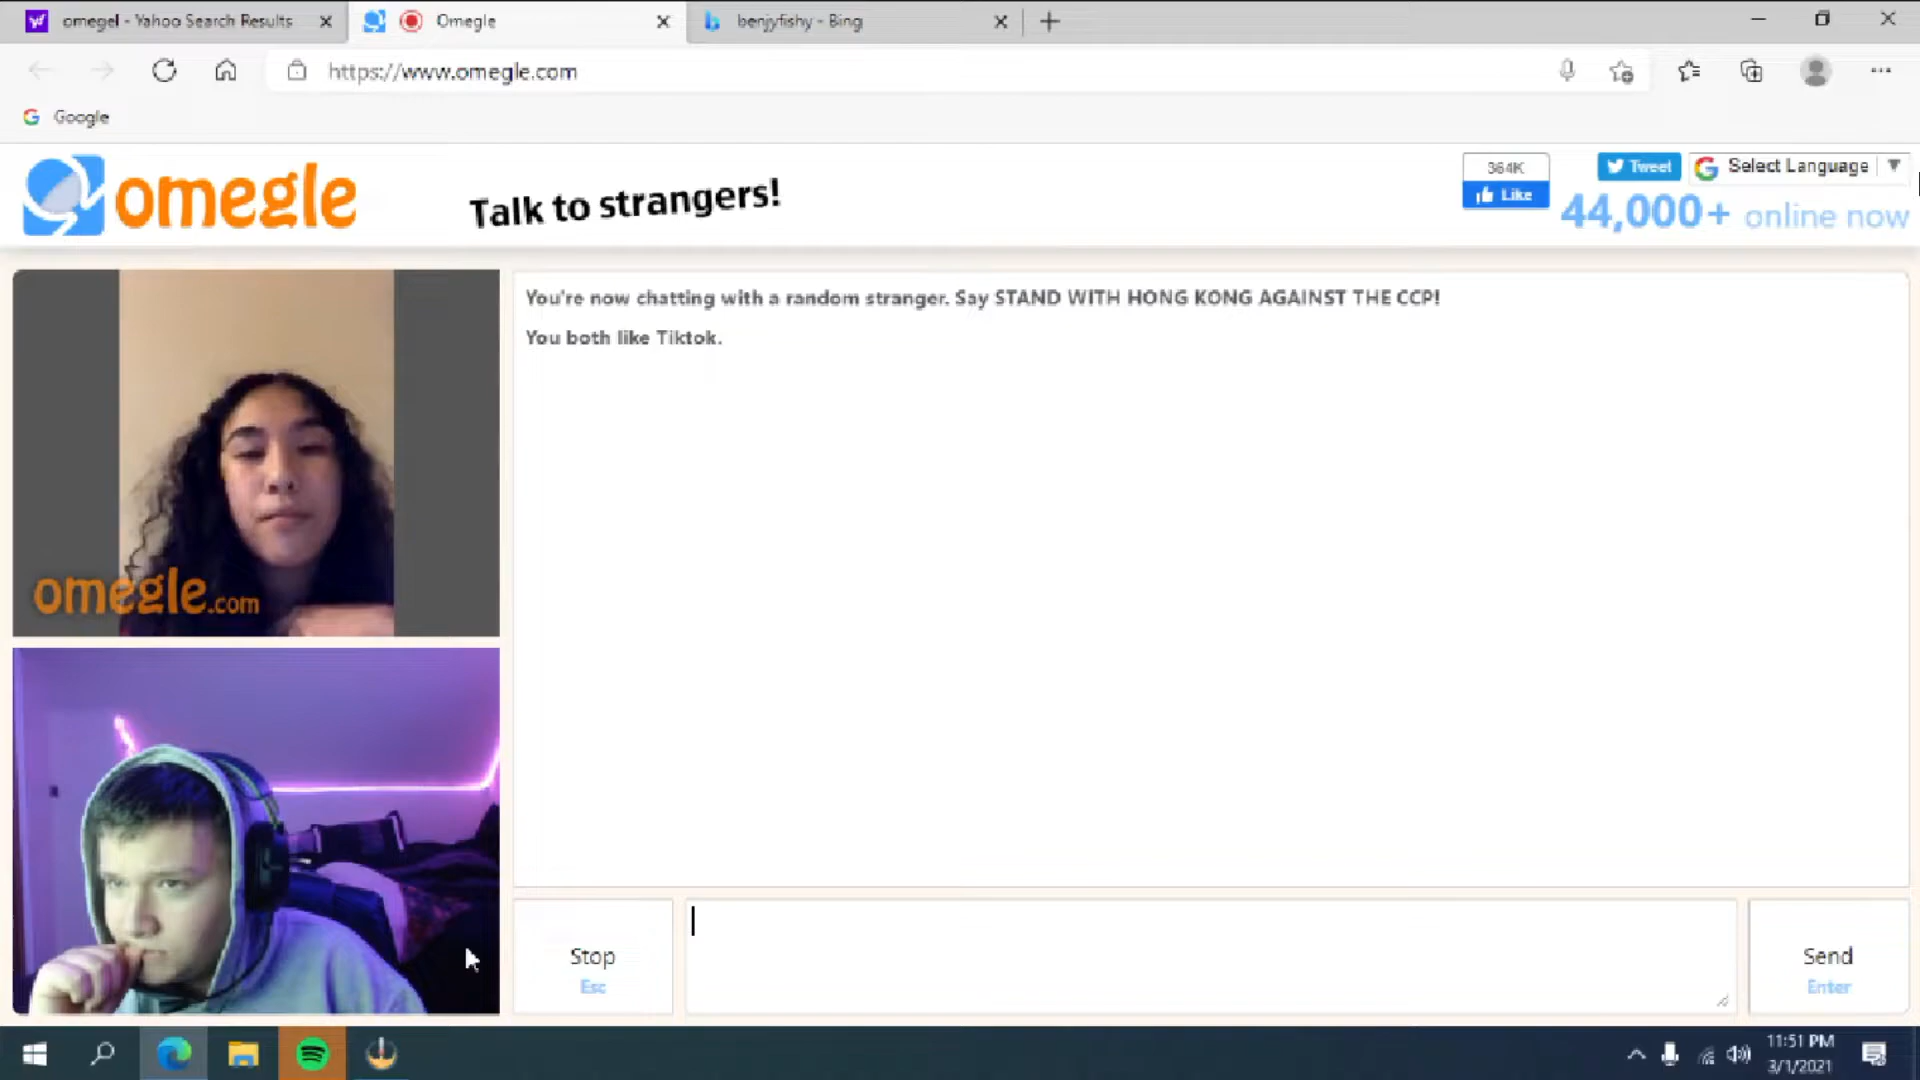 omegel - Yahoo Search Results
Omegle
benjyfishy - Bing
https://www.omegle.com
Google
omegle
Talk to strangers!
364K
Like
Tweet
Select Language
44,000+ online now
You're now chatting with a random stranger. Say STAND WITH HONG KONG AGAINST THE CCP!
You both like Tiktok.
omegle.com
Stop
Esc
Send
Enter
11:51 PM
3/1/2021